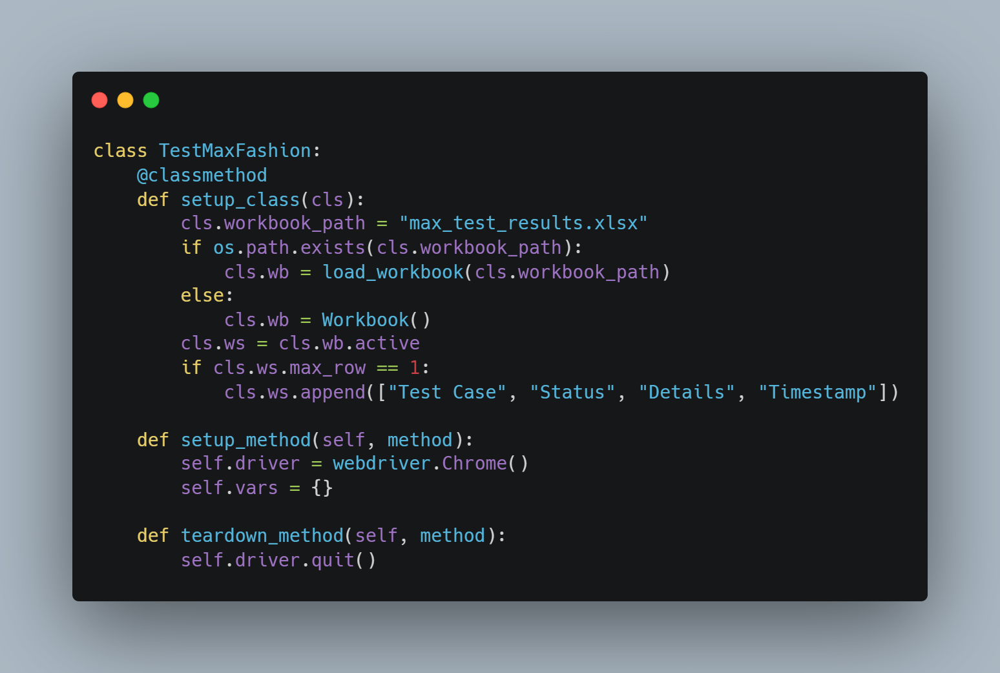 class TestMaxFashion:
    @classmethod
    def setup_class(cls):
        cls.workbook_path = "max_test_results.xlsx"
        if os.path.exists(cls.workbook_path):
            cls.wb = load_workbook(cls.workbook_path)
        else:
            cls.wb = Workbook()
        cls.ws = cls.wb.active
        if cls.ws.max_row == 1:
            cls.ws.append(["Test Case", "Status", "Details", "Timestamp"])

    def setup_method(self, method):
        self.driver = webdriver.Chrome()
        self.vars = {}

    def teardown_method(self, method):
        self.driver.quit()